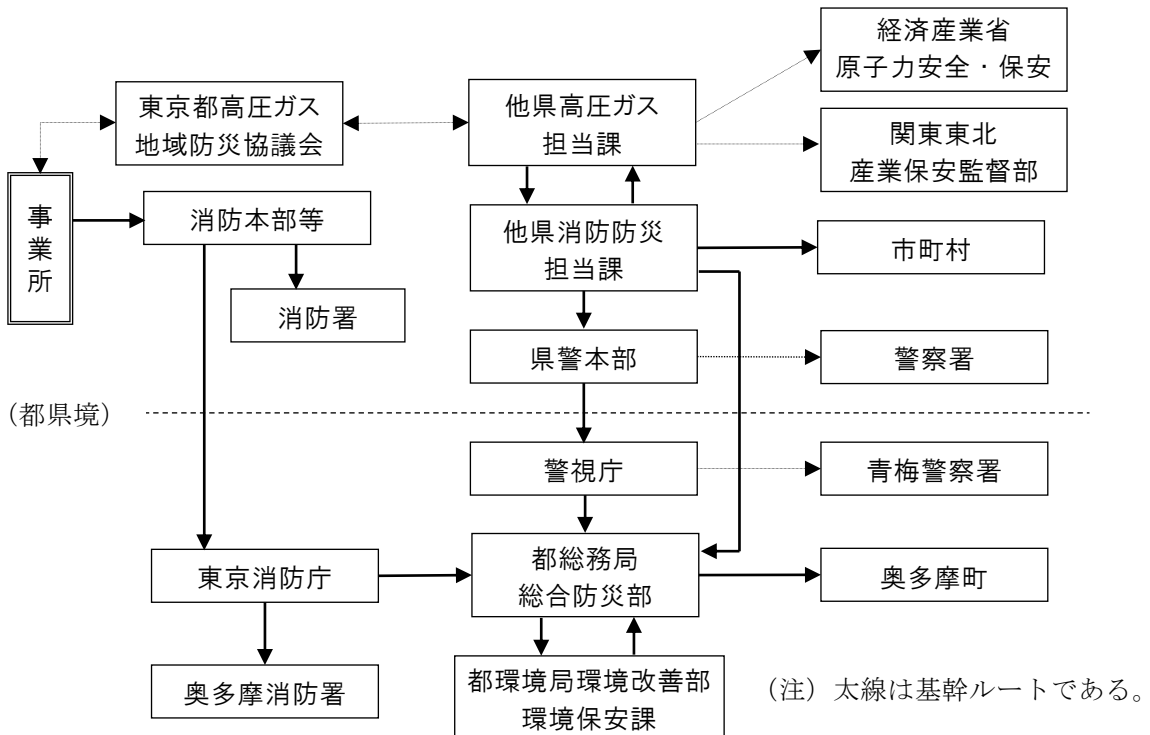 経済産業省
原子力安全・保安
東京都高圧ガス
地域防災協議会
他県高圧ガス
担当課
関東東北
産業保安監督部
事業所
消防本部等
他県消防防災
担当課
市町村
消防署
県警本部
警察署
(都県境)
警視庁
青梅警察署
東京消防庁
都総務局
総合防災部
奥多摩町
奥多摩消防署
都環境局環境改善部
環境保安課
(注)太線は基幹ルートである。